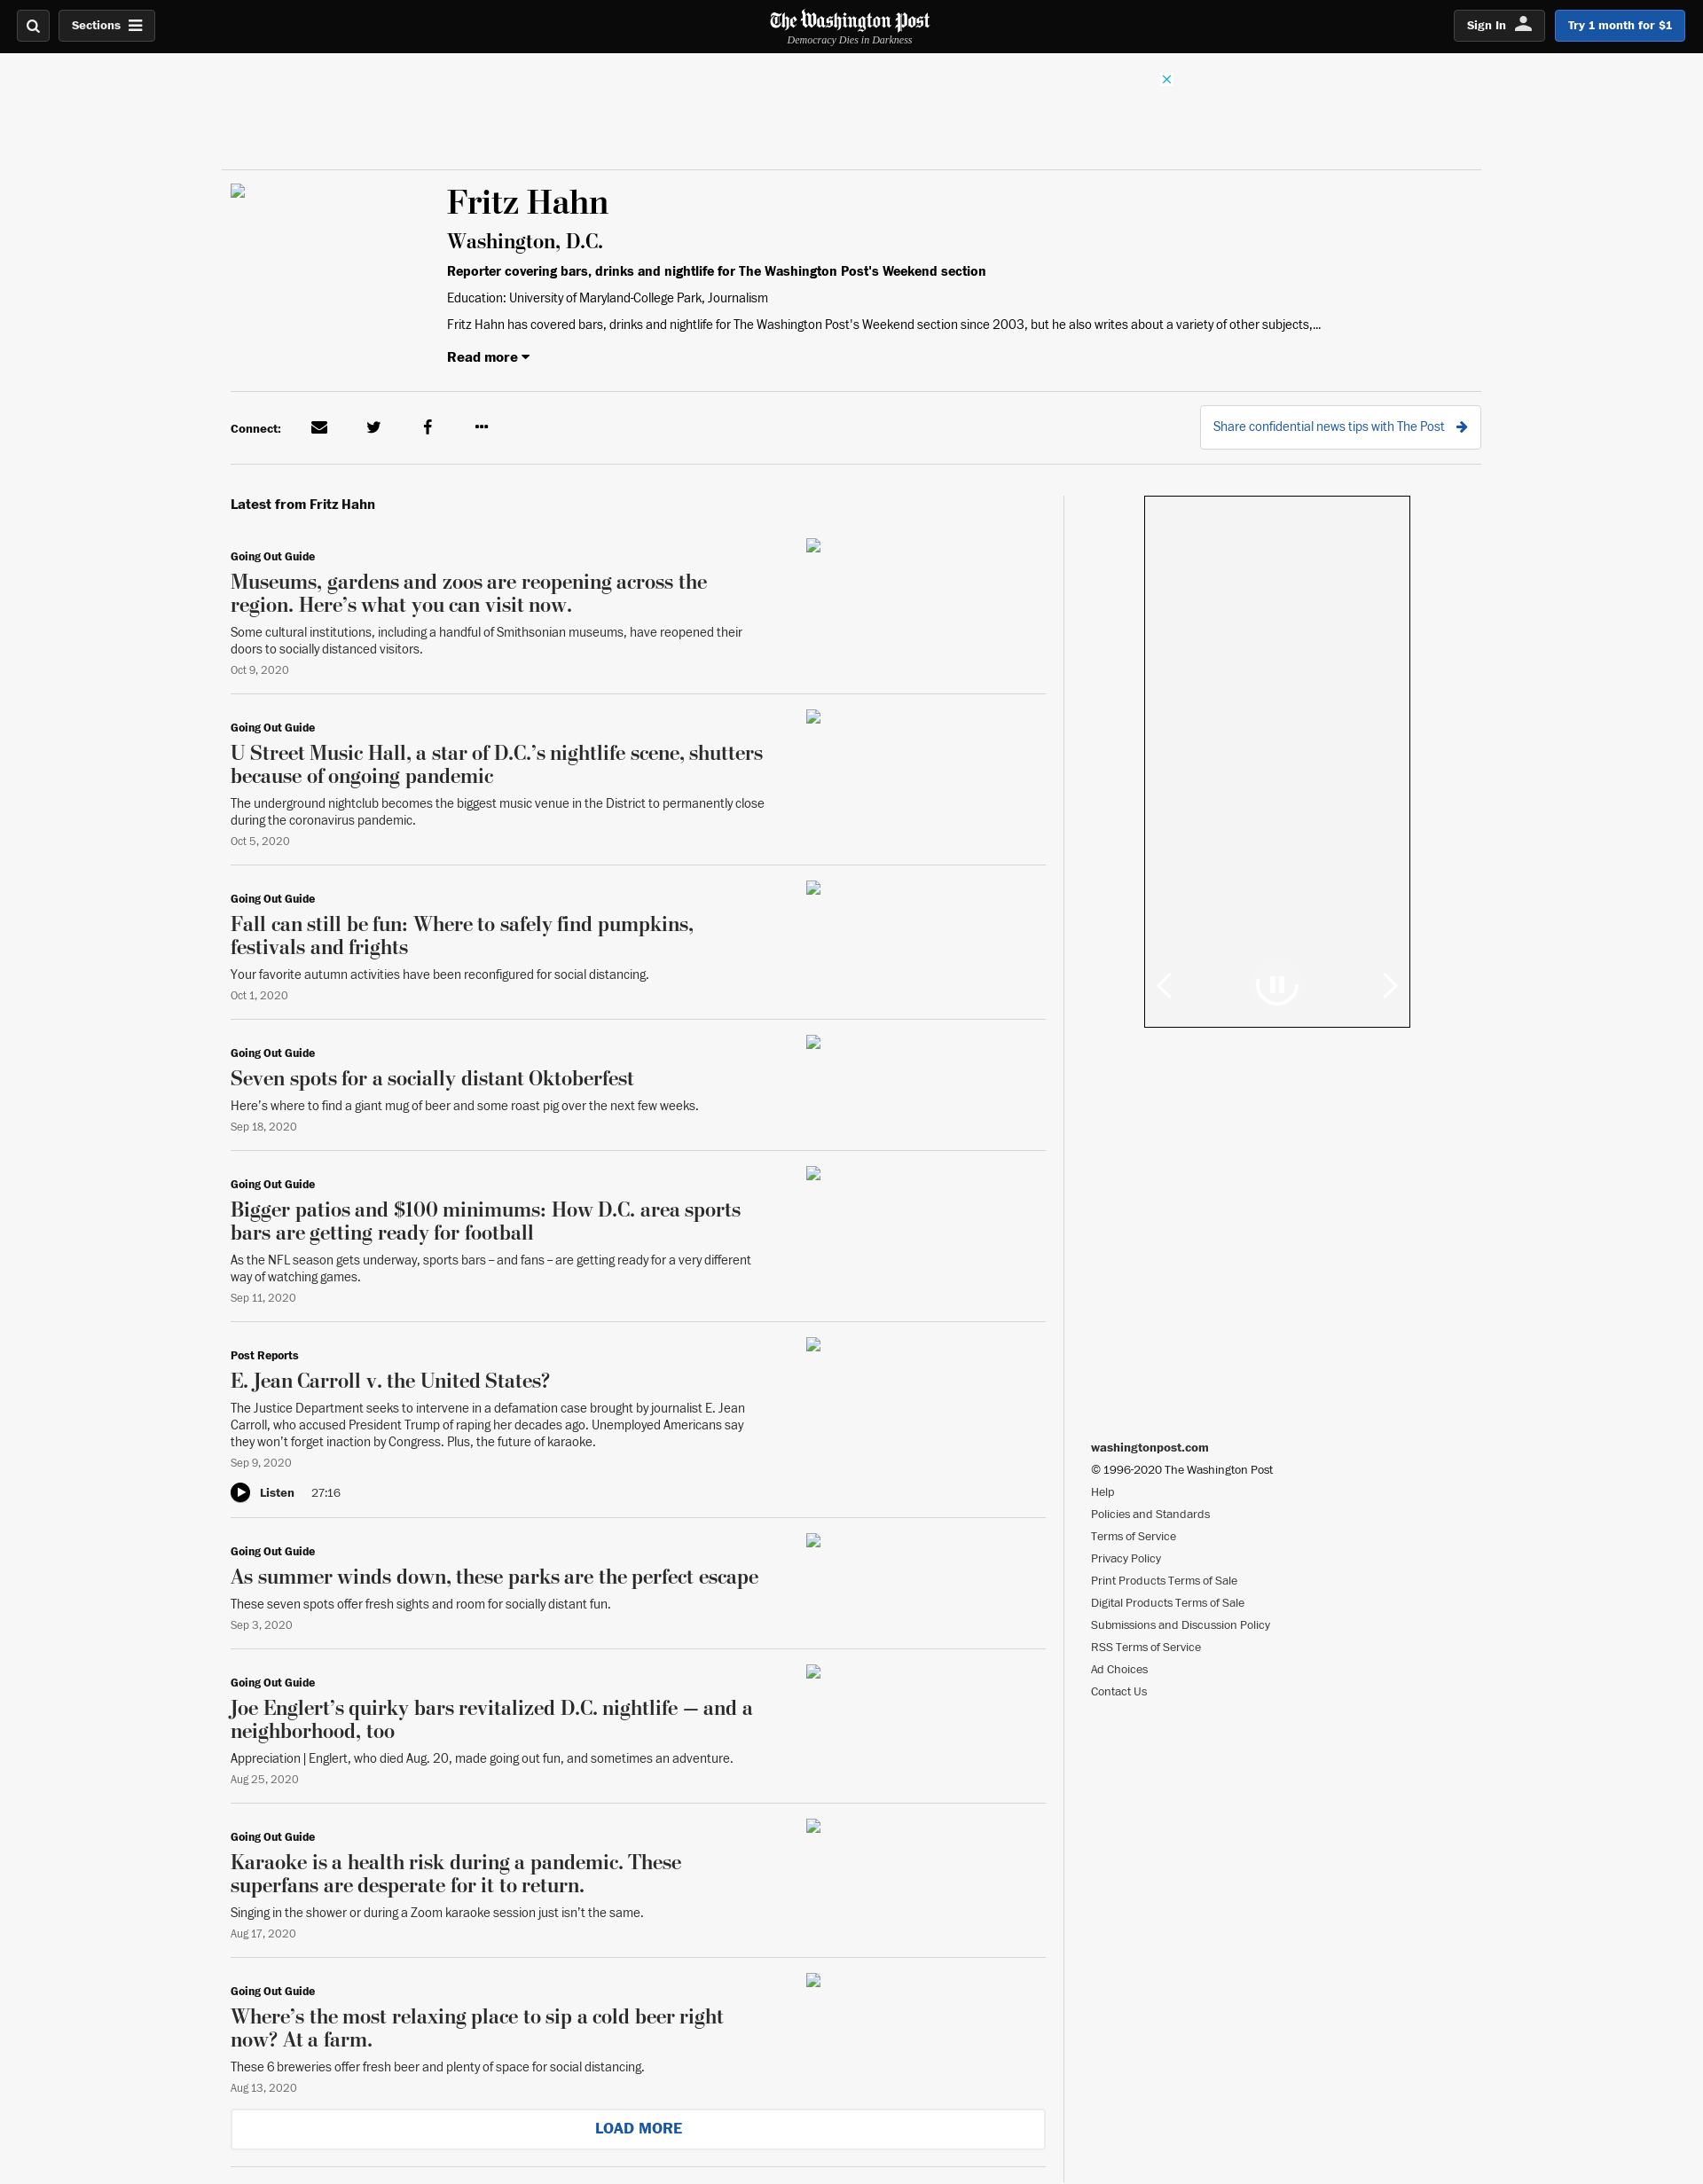 Sections
The Washington Post
Democracy Dies in Darkness
Sign In
Try 1 month for $1
Fritz Hahn
Washington, D.C.
Reporter covering bars, drinks and nightlife for The Washington Post's Weekend section
Education: University of Maryland-College Park, Journalism
Fritz Hahn has covered bars, drinks and nightlife for The Washington Post's Weekend section since 2003, but he also writes about a variety of other subjects,...
Read more
Connect:
Share confidential news tips with The Post
Latest from Fritz Hahn
Going Out Guide
Museums, gardens and zoos are reopening across the
region. Here’s what you can visit now.
Some cultural institutions, including a handful of Smithsonian museums, have reopened their
doors to socially distanced visitors.
Oct 9, 2020
Going Out Guide
U Street Music Hall, a star of D.C.’s nightlife scene, shutters
because of ongoing pandemic
The underground nightclub becomes the biggest music venue in the District to permanently close
during the coronavirus pandemic.
Oct 5, 2020
Going Out Guide
Fall can still be fun: Where to safely find pumpkins,
festivals and frights
Your favorite autumn activities have been reconfigured for social distancing.
Oct 1, 2020
Going Out Guide
Seven spots for a socially distant Oktoberfest
Here’s where to find a giant mug of beer and some roast pig over the next few weeks.
Sep 18, 2020
Going Out Guide
Bigger patios and $100 minimums: How D.C. area sports
bars are getting ready for football
As the NFL season gets underway, sports bars – and fans – are getting ready for a very different
way of watching games.
Sep 11, 2020
Post Reports
E. Jean Carroll v. the United States?
The Justice Department seeks to intervene in a defamation case brought by journalist E. Jean
Carroll, who accused President Trump of raping her decades ago. Unemployed Americans say
they won’t forget inaction by Congress. Plus, the future of karaoke.
Sep 9, 2020
Listen 27:16
Going Out Guide
As summer winds down, these parks are the perfect escape
These seven spots offer fresh sights and room for socially distant fun.
Sep 3, 2020
Going Out Guide
Joe Englert’s quirky bars revitalized D.C. nightlife — and a
neighborhood, too
Appreciation | Englert, who died Aug. 20, made going out fun, and sometimes an adventure.
Aug 25, 2020
Going Out Guide
Karaoke is a health risk during a pandemic. These
superfans are desperate for it to return.
Singing in the shower or during a Zoom karaoke session just isn’t the same.
Aug 17, 2020
Going Out Guide
Where’s the most relaxing place to sip a cold beer right
now? At a farm.
These 6 breweries offer fresh beer and plenty of space for social distancing.
Aug 13, 2020
LOAD MORE
washingtonpost.com
© 1996-2020 The Washington Post
Help
Policies and Standards
Terms of Service
Privacy Policy
Print Products Terms of Sale
Digital Products Terms of Sale
Submissions and Discussion Policy
RSS Terms of Service
Ad Choices
Contact Us